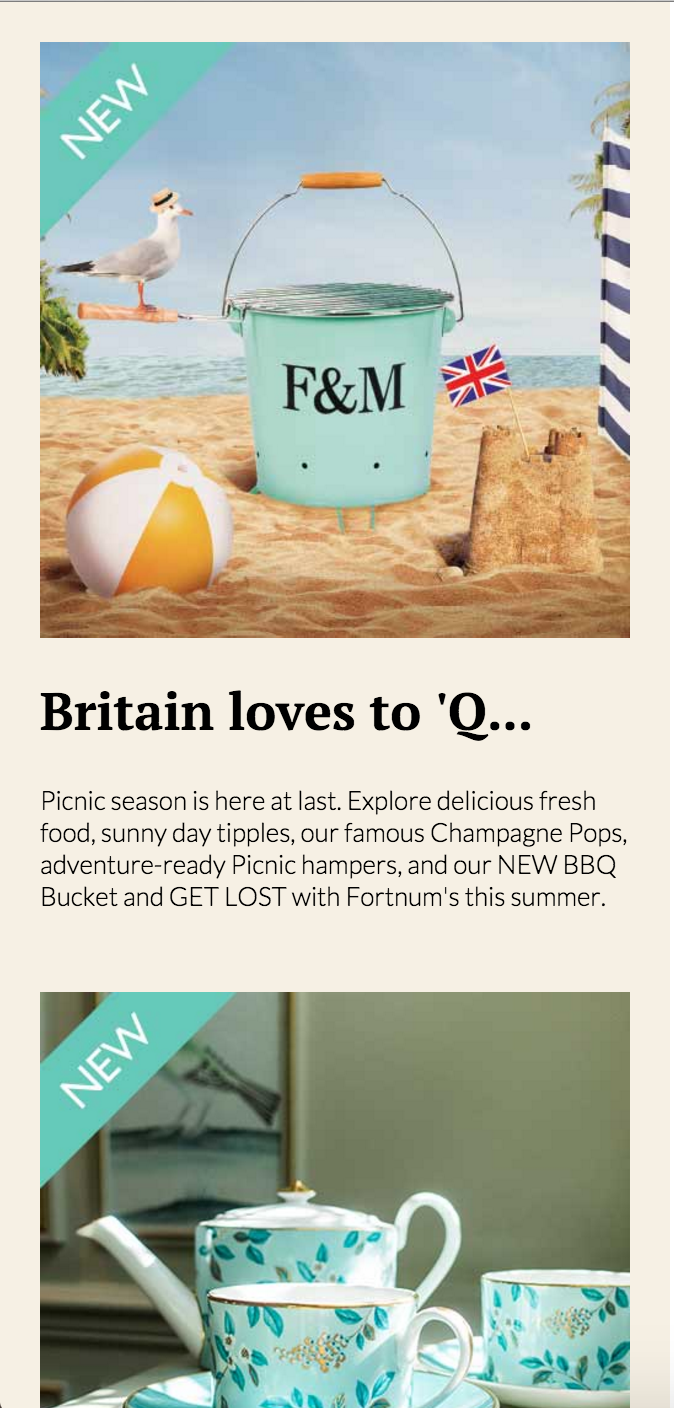 NEW
F&M
Britain loves to 'Q...
Picnic season is here at last. Explore delicious fresh
food, sunny day tipples, our famous Champagne Pops,
adventure-ready Picnic hampers, and our NEW BBQ
Bucket and GET LOST with Fortnum's this summer.
NEW